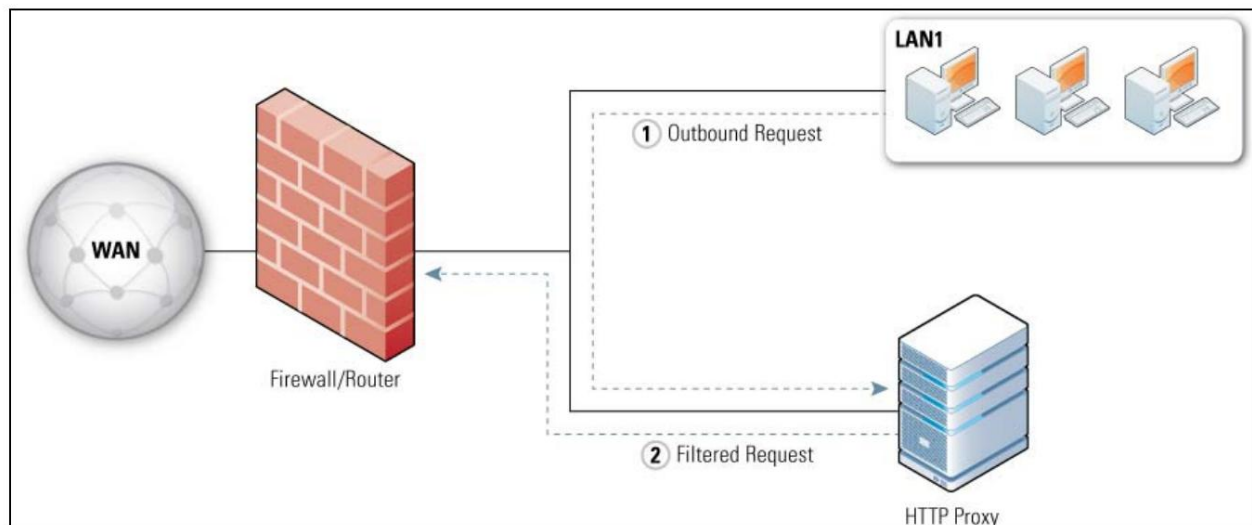 LAN1
1 Outbound Request
WAN
Firewall/Router
2 Filtered Request
HTTP Proxy